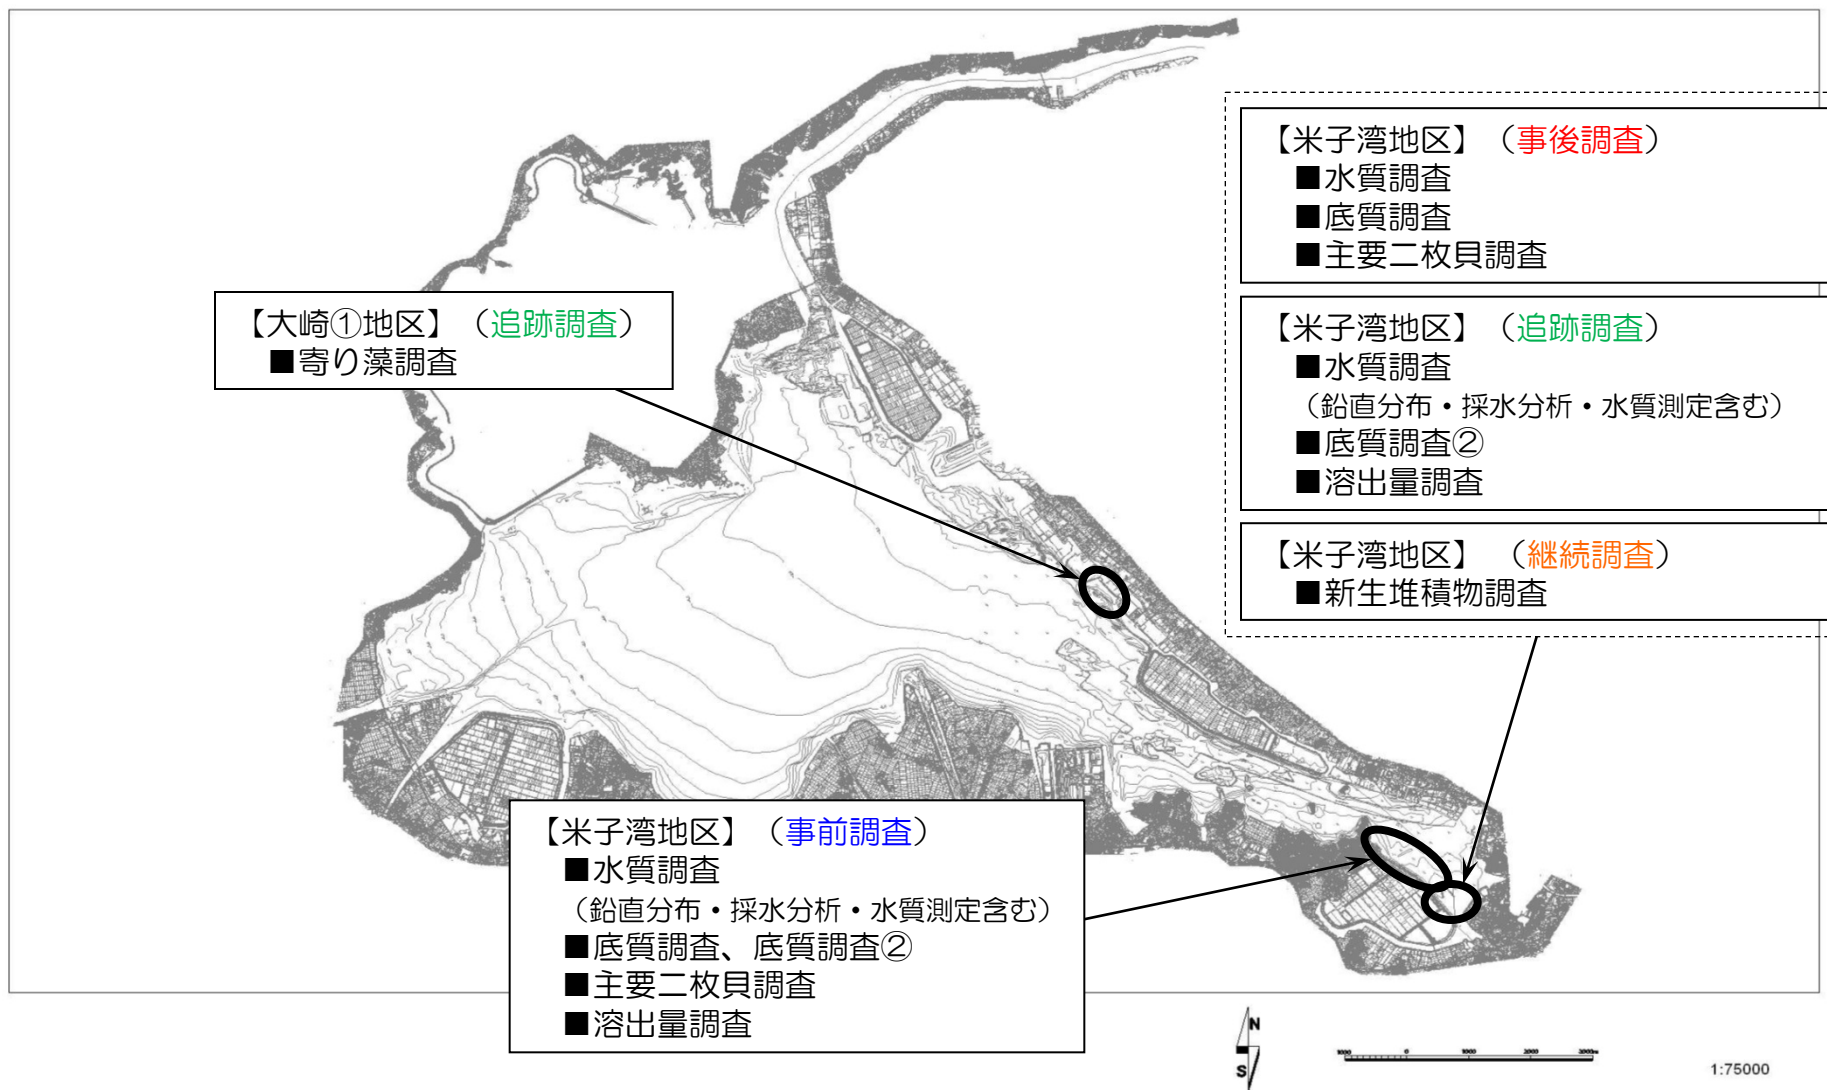 【米子湾地区】（事後調査）
■水質調査
■底質調査
■主要二枚貝調査
【米子湾地区】（追跡調査）
■水質調査
（鉛直分布・採水分析・水質測定含む）
■底質調査②
■溶出量調査
【米子湾地区】（継続調査）
■新生堆積物調査
【大崎①地区】（追跡調査）
■寄り藻調査
【米子湾地区】（事前調査）
■水質調査
（鉛直分布・採水分析・水質測定含む）
■底質調査、底質調査②
■主要二枚貝調査
■溶出量調査
N
S
1000 0 1000 2000 3000m
1:75000